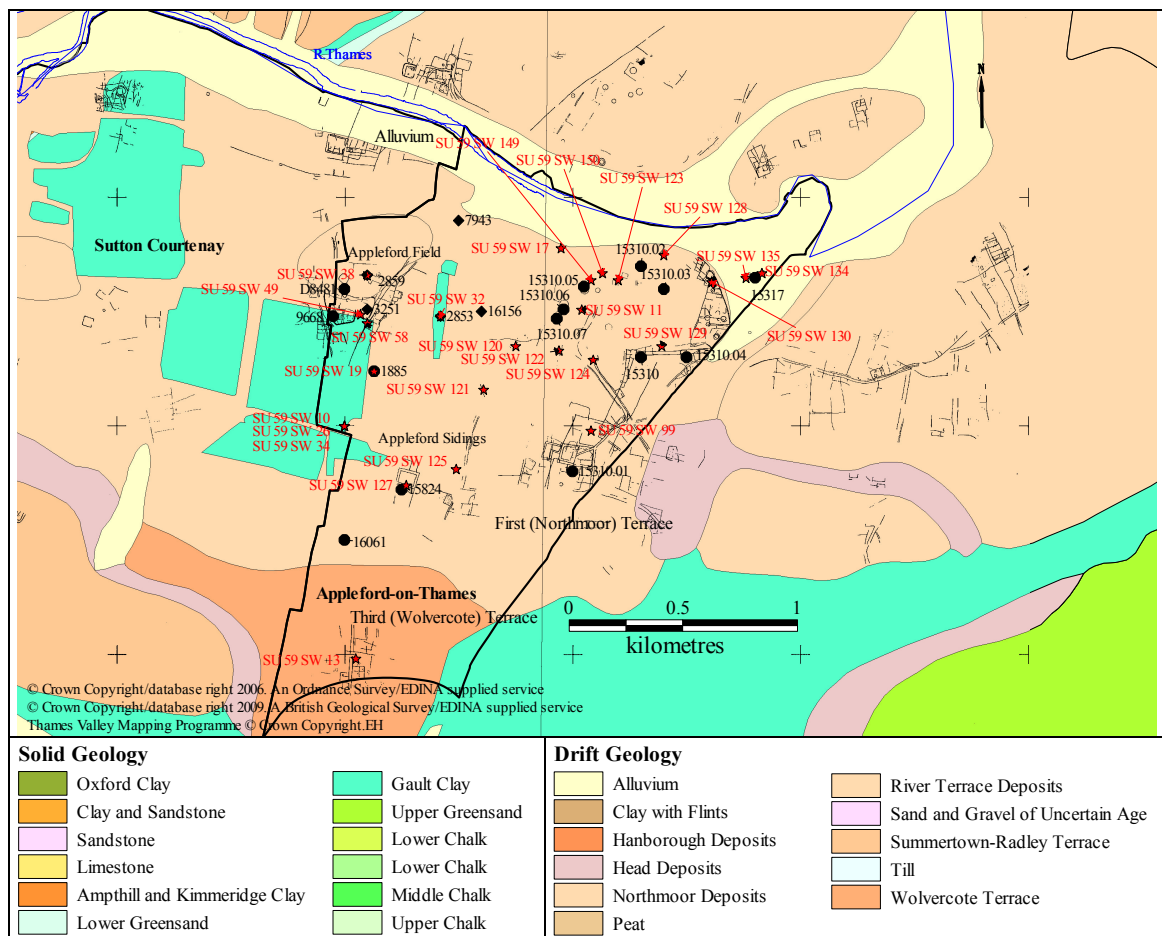 R.Thames
N
Alluvium
SU 59 SW 149
SU 59 SW 150
SU 59 SW 123
SU 59 SW 128
7943
Sutton Courtenay
Appleford Field
SU 59 SW 17
15310.02
SU 59 SW 135
SU 59 SW 38
2859
15310.05
15310.03
SU 59 SW 134
SU 59 SW 49
D8481
SU 59 SW 32
15310.06
15317
3251
16156
SU 59 SW 11
9668
2853
SU 59 SW 58
15310.07
SU 59 SW 129
SU 59 SW 130
SU 59 SW 120
SU 59 SW 122
15310.04
SU 59 SW 19
1885
SU 59 SW 124
15310
SU 59 SW 121
SU 59 SW 10
SU 59 SW 26
SU 59 SW 34
Appleford Sidings
SU 59 SW 99
SU 59 SW 125
15310.01
SU 59 SW 127
15824
First (Northmoor) Terrace
16061
Appleford-on-Thames
Third (Wolvercote) Terrace
0 0.5 1
kilometres
SU 59 SW 13
© Crown Copyright/database right 2006. An Ordnance Survey/EDINA supplied service
© Crown Copyright/database right 2009. A British Geological Survey/EDINA supplied service
Thames Valley Mapping Programme © Crown Copyright.EH
Solid Geology
Oxford Clay
Clay and Sandstone
Sandstone
Limestone
Ampthill and Kimmeridge Clay
Lower Greensand
Gault Clay
Upper Greensand
Lower Chalk
Lower Chalk
Middle Chalk
Upper Chalk
Drift Geology
Alluvium
Clay with Flints
Hanborough Deposits
Head Deposits
Northmoor Deposits
Peat
River Terrace Deposits
Sand and Gravel of Uncertain Age
Summertown-Radley Terrace
Till
Wolvercote Terrace